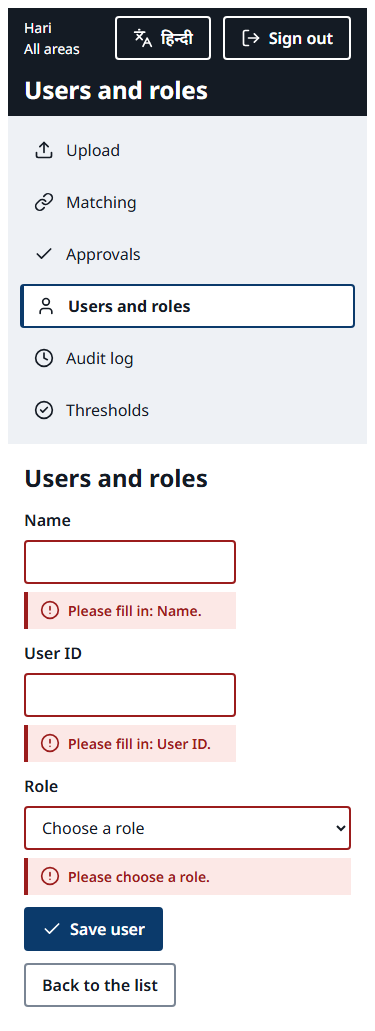 Hari
All areas
हिन्दी
Sign out
Users and roles
Upload
Matching
Approvals
Users and roles
Audit log
Thresholds
Users and roles
Name
Please fill in: Name.
User ID
Please fill in: User ID.
Role
Choose a role
Please choose a role.
Save user
Back to the list